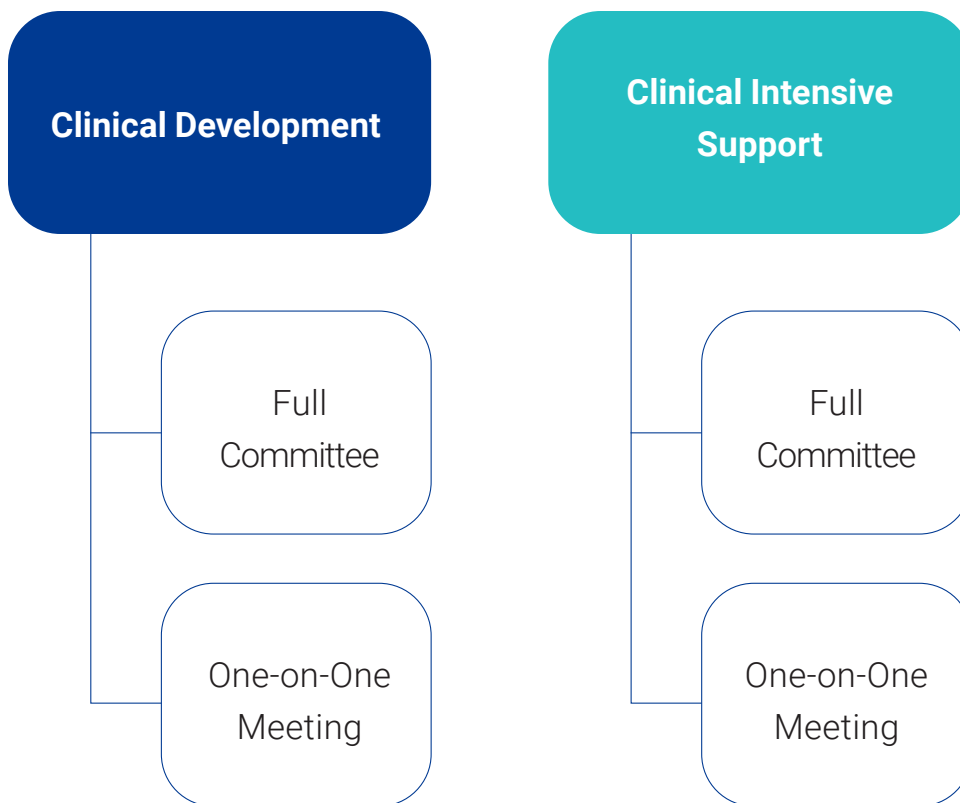 Clinical Development
Full
Committee
One-on-One
Meeting
Clinical Intensive
Support
Full
Committee
One-on-One
Meeting